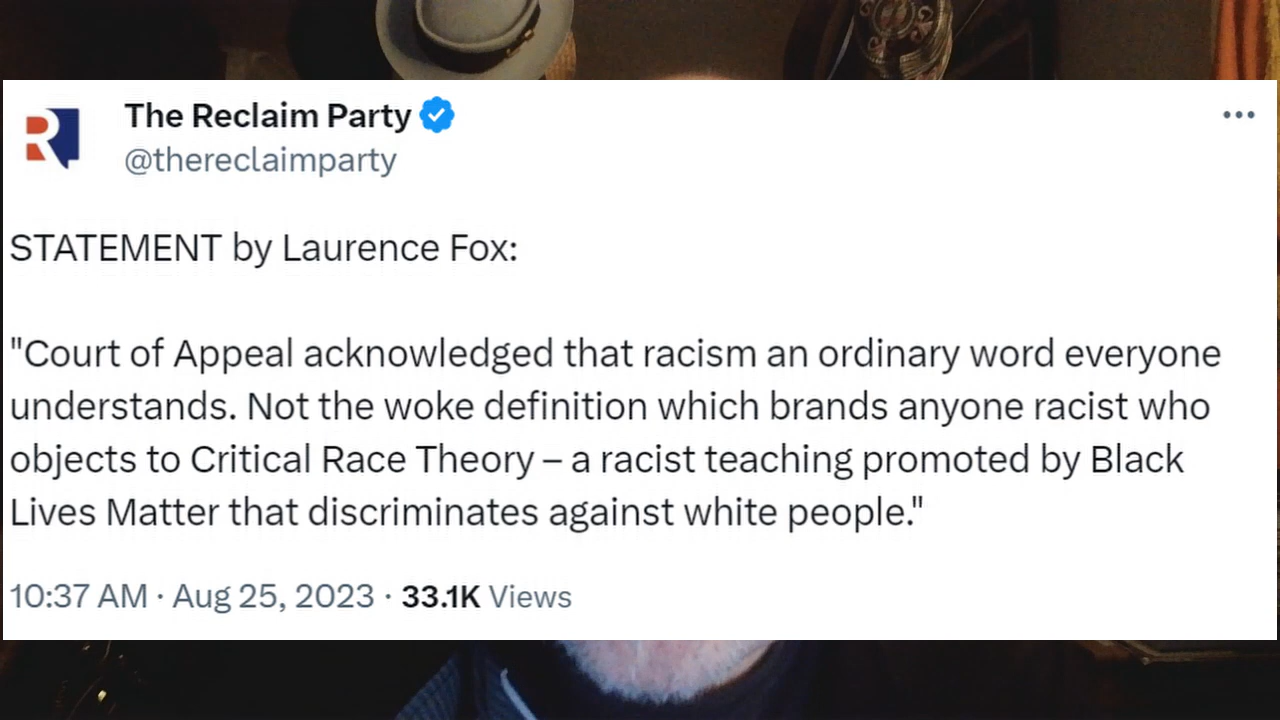 The Reclaim Party
@thereclaimparty
STATEMENT by Laurence Fox:
"Court of Appeal acknowledged that racism an ordinary word everyone
understands. Not the woke definition which brands anyone racist who
objects to Critical Race Theory – a racist teaching promoted by Black
Lives Matter that discriminates against white people."
10:37 AM · Aug 25, 2023 · 33.1K Views